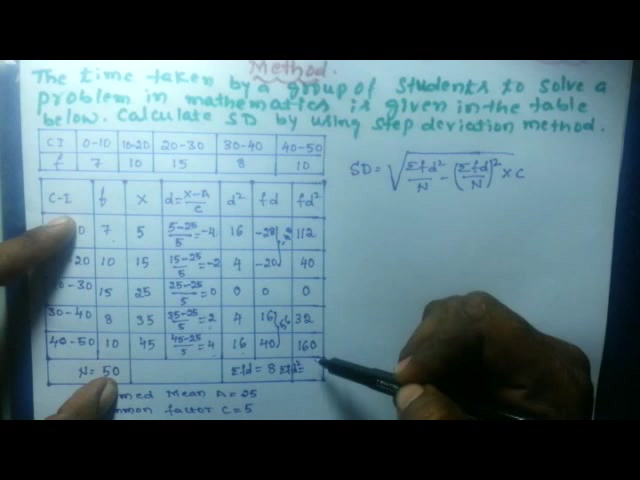 Method.
The time taken by a group of students to solve a
problem in mathematics is given in the table
below. Calculate SD by using step deviation method.
CI 0-10 10-20 20-30 30-40 40-50
f 7 10 15 8 10
SD = √(Σfd²/N - (Σfd/N)²) × C
C-I f X d = X-A/C d² fd fd²
0 7 5 5-25/5 = -4 16 -28 112
20 10 15 15-25/5 = -2 4 -20 40
0-30 15 25 25-25/5 = 0 0 0 0
30-40 8 35 35-25/5 = 2 4 16 32
40-50 10 45 45-25/5 = 4 16 40 160
N = 50 Σfd = 8 Σfd² =
med Mean A = 25
mmon factor C = 5